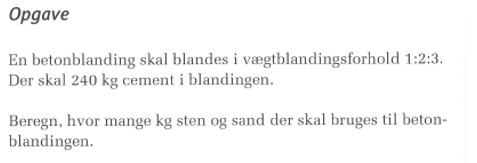 Opgave
En betonblanding skal blandes i vægtblandingsforhold 1:2:3.
Der skal 240 kg cement i blandingen.
Beregn, hvor mange kg sten og sand der skal bruges til beton-
blandingen.